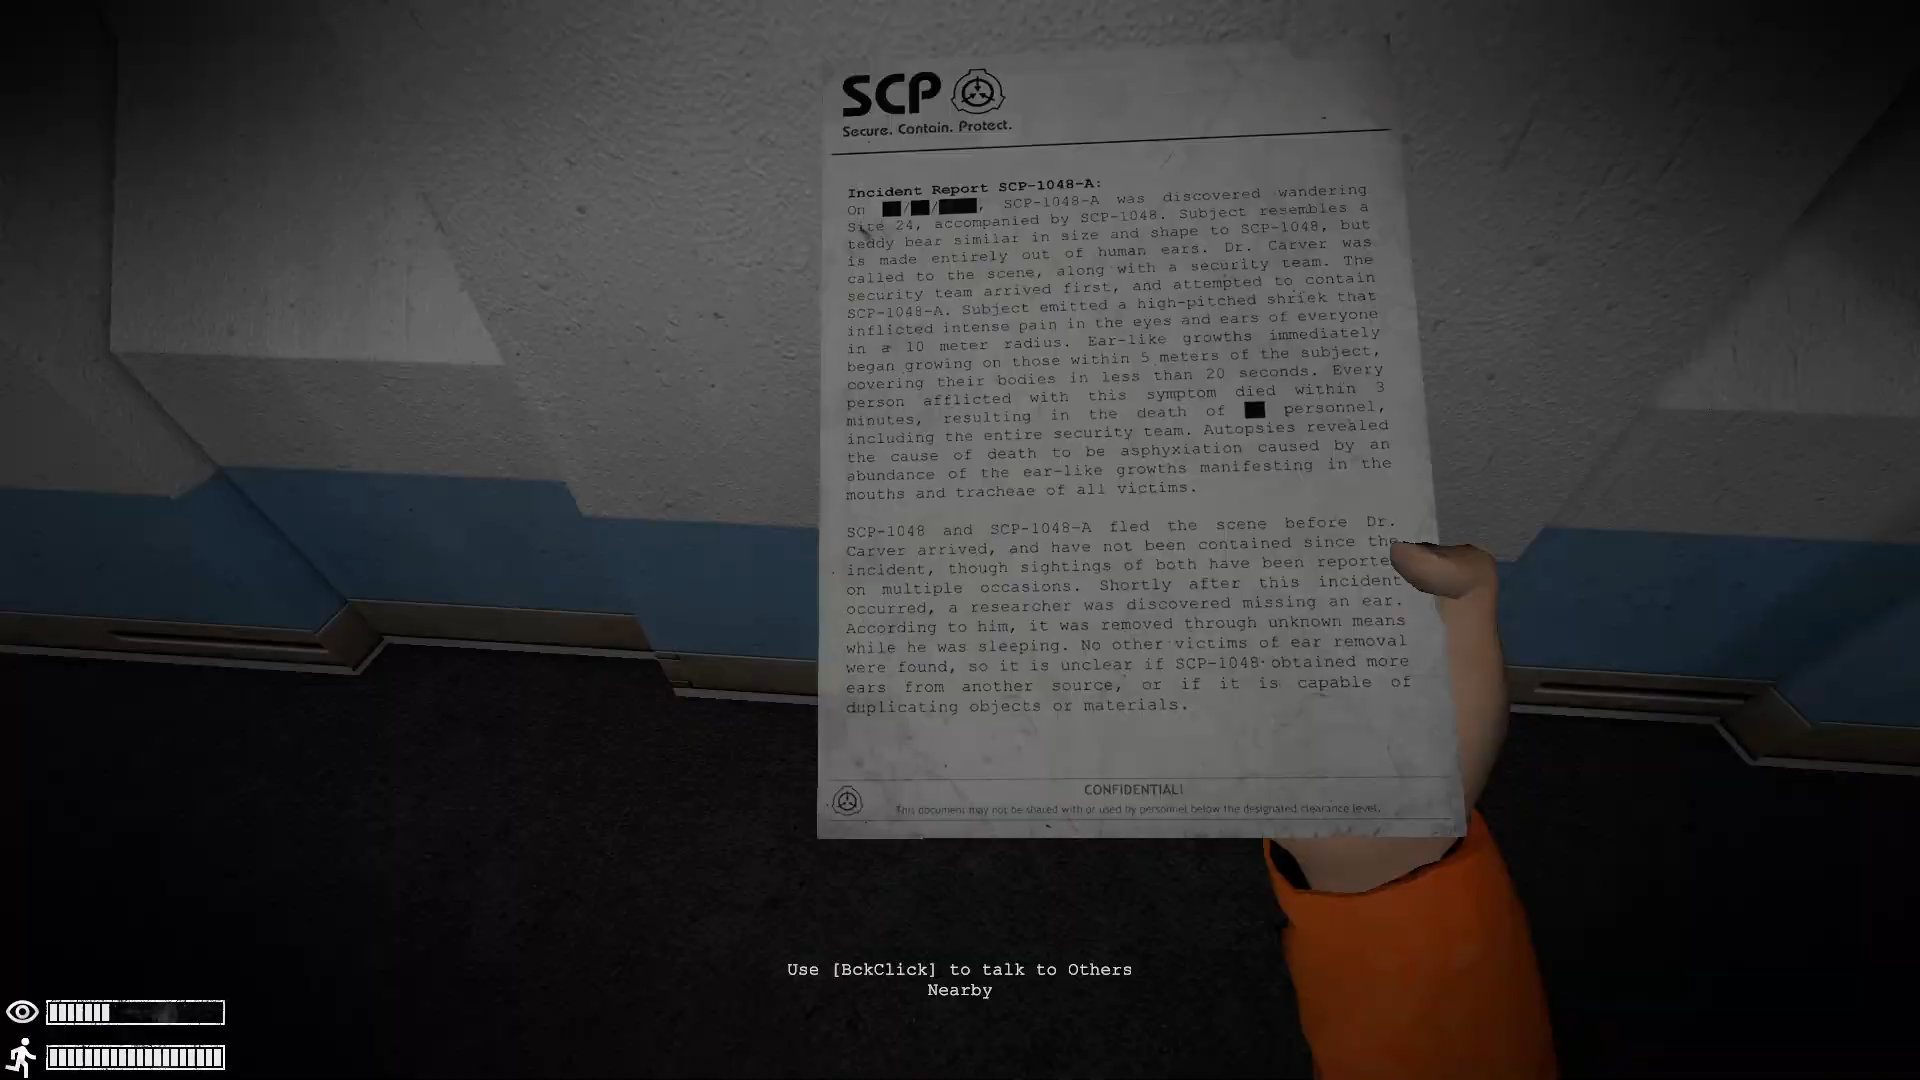 SCP
Secure. Contain. Protect.
Incident Report SCP-1048-A:
On ██/██/████, SCP-1048-A was discovered wandering
Site 24, accompanied by SCP-1048. Subject resembles a
teddy bear similar in size and shape to SCP-1048, but
is made entirely out of human ears. Dr. Carver was
called to the scene, along with a security team. The
security team arrived first, and attempted to contain
SCP-1048-A. Subject emitted a high-pitched shriek that
inflicted intense pain in the eyes and ears of everyone
in a 10 meter radius. Ear-like growths immediately
began growing on those within 5 meters of the subject,
covering their bodies in less than 20 seconds. Every
person afflicted with this symptom died within 3
minutes, resulting in the death of ██ personnel,
including the entire security team. Autopsies revealed
the cause of death to be asphyxiation caused by an
abundance of the ear-like growths manifesting in the
mouths and tracheae of all victims.
SCP-1048 and SCP-1048-A fled the scene before Dr.
Carver arrived, and have not been contained since the
incident, though sightings of both have been reporte
on multiple occasions. Shortly after this incident
occurred, a researcher was discovered missing an ear.
According to him, it was removed through unknown means
while he was sleeping. No other victims of ear removal
were found, so it is unclear if SCP-1048 obtained more
ears from another source, or if it is capable of
duplicating objects or materials.
CONFIDENTIAL!
This document may not be shared with or used by personnel below the designated clearance level.
Use [BckClick] to talk to Others
Nearby